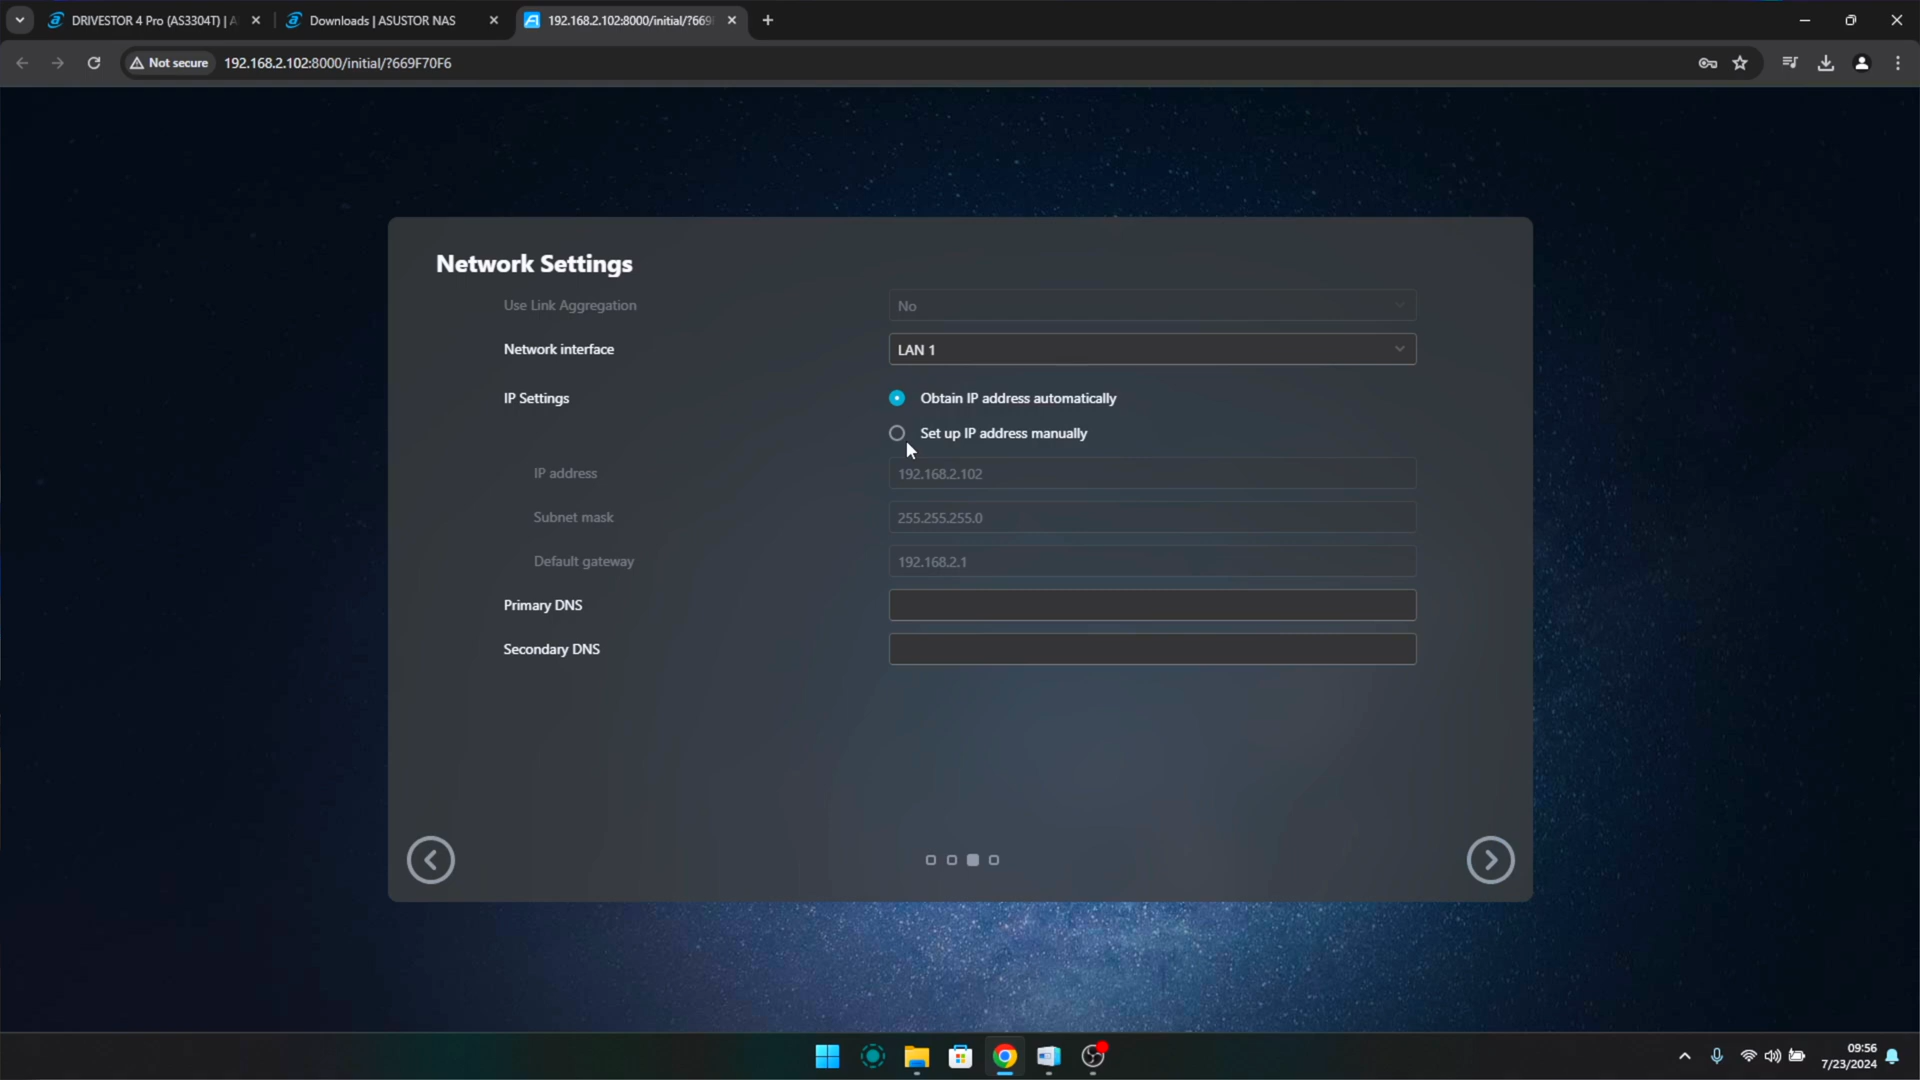 DRIVESTOR 4 Pro (AS3304T) | A
Downloads | ASUSTOR NAS
192.168.2.102:8000/initial/?669F
Not secure
192.168.2.102:8000/initial/?669F70F6
Network Settings
Use Link Aggregation
No
Network interface
LAN 1
IP Settings
Obtain IP address automatically
Set up IP address manually
IP address
192.168.2.102
Subnet mask
255.255.255.0
Default gateway
192.168.2.1
Primary DNS
Secondary DNS
09:56
7/23/2024